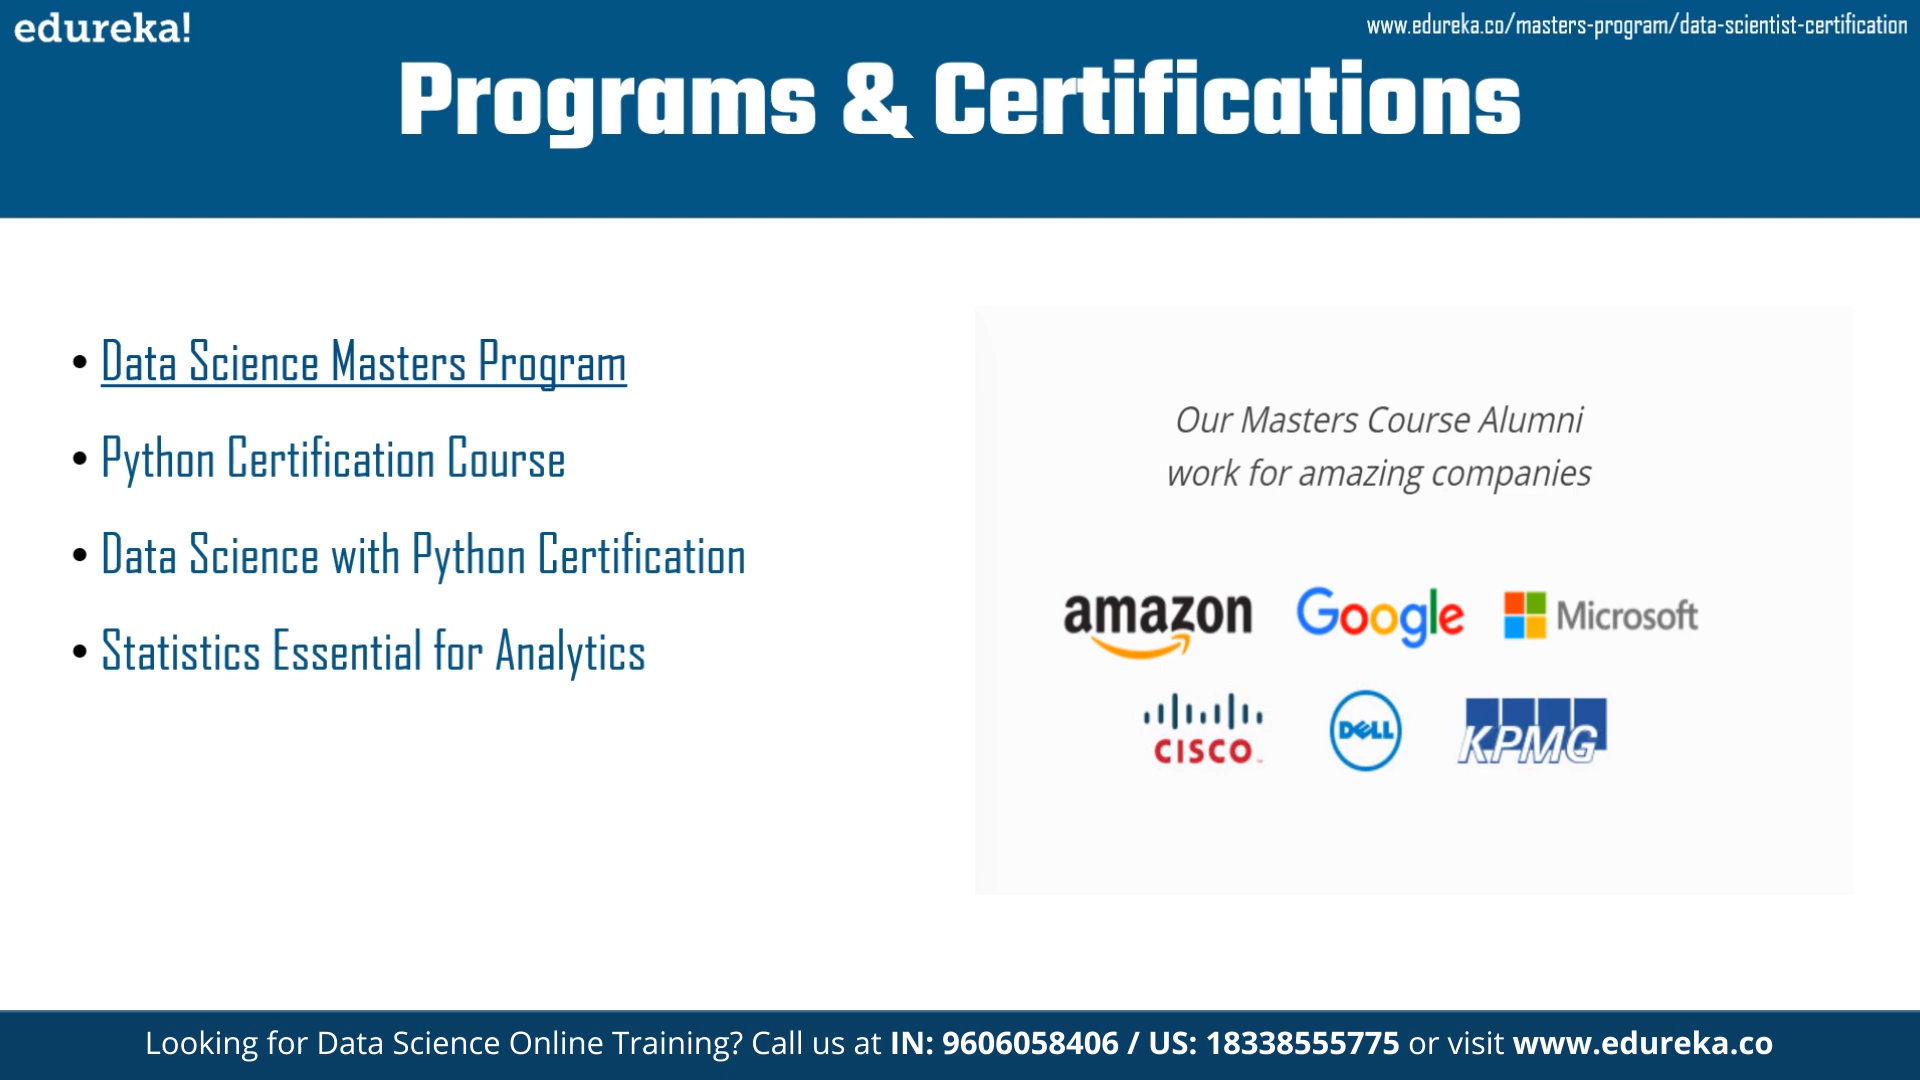 edureka!
www.edureka.co/masters-program/data-scientist-certification
Programs & Certifications
• Data Science Masters Program
• Python Certification Course
• Data Science with Python Certification
• Statistics Essential for Analytics
Our Masters Course Alumni
work for amazing companies
amazon Google Microsoft
CISCO DELL KPMG
Looking for Data Science Online Training? Call us at IN: 9606058406 / US: 18338555775 or visit www.edureka.co